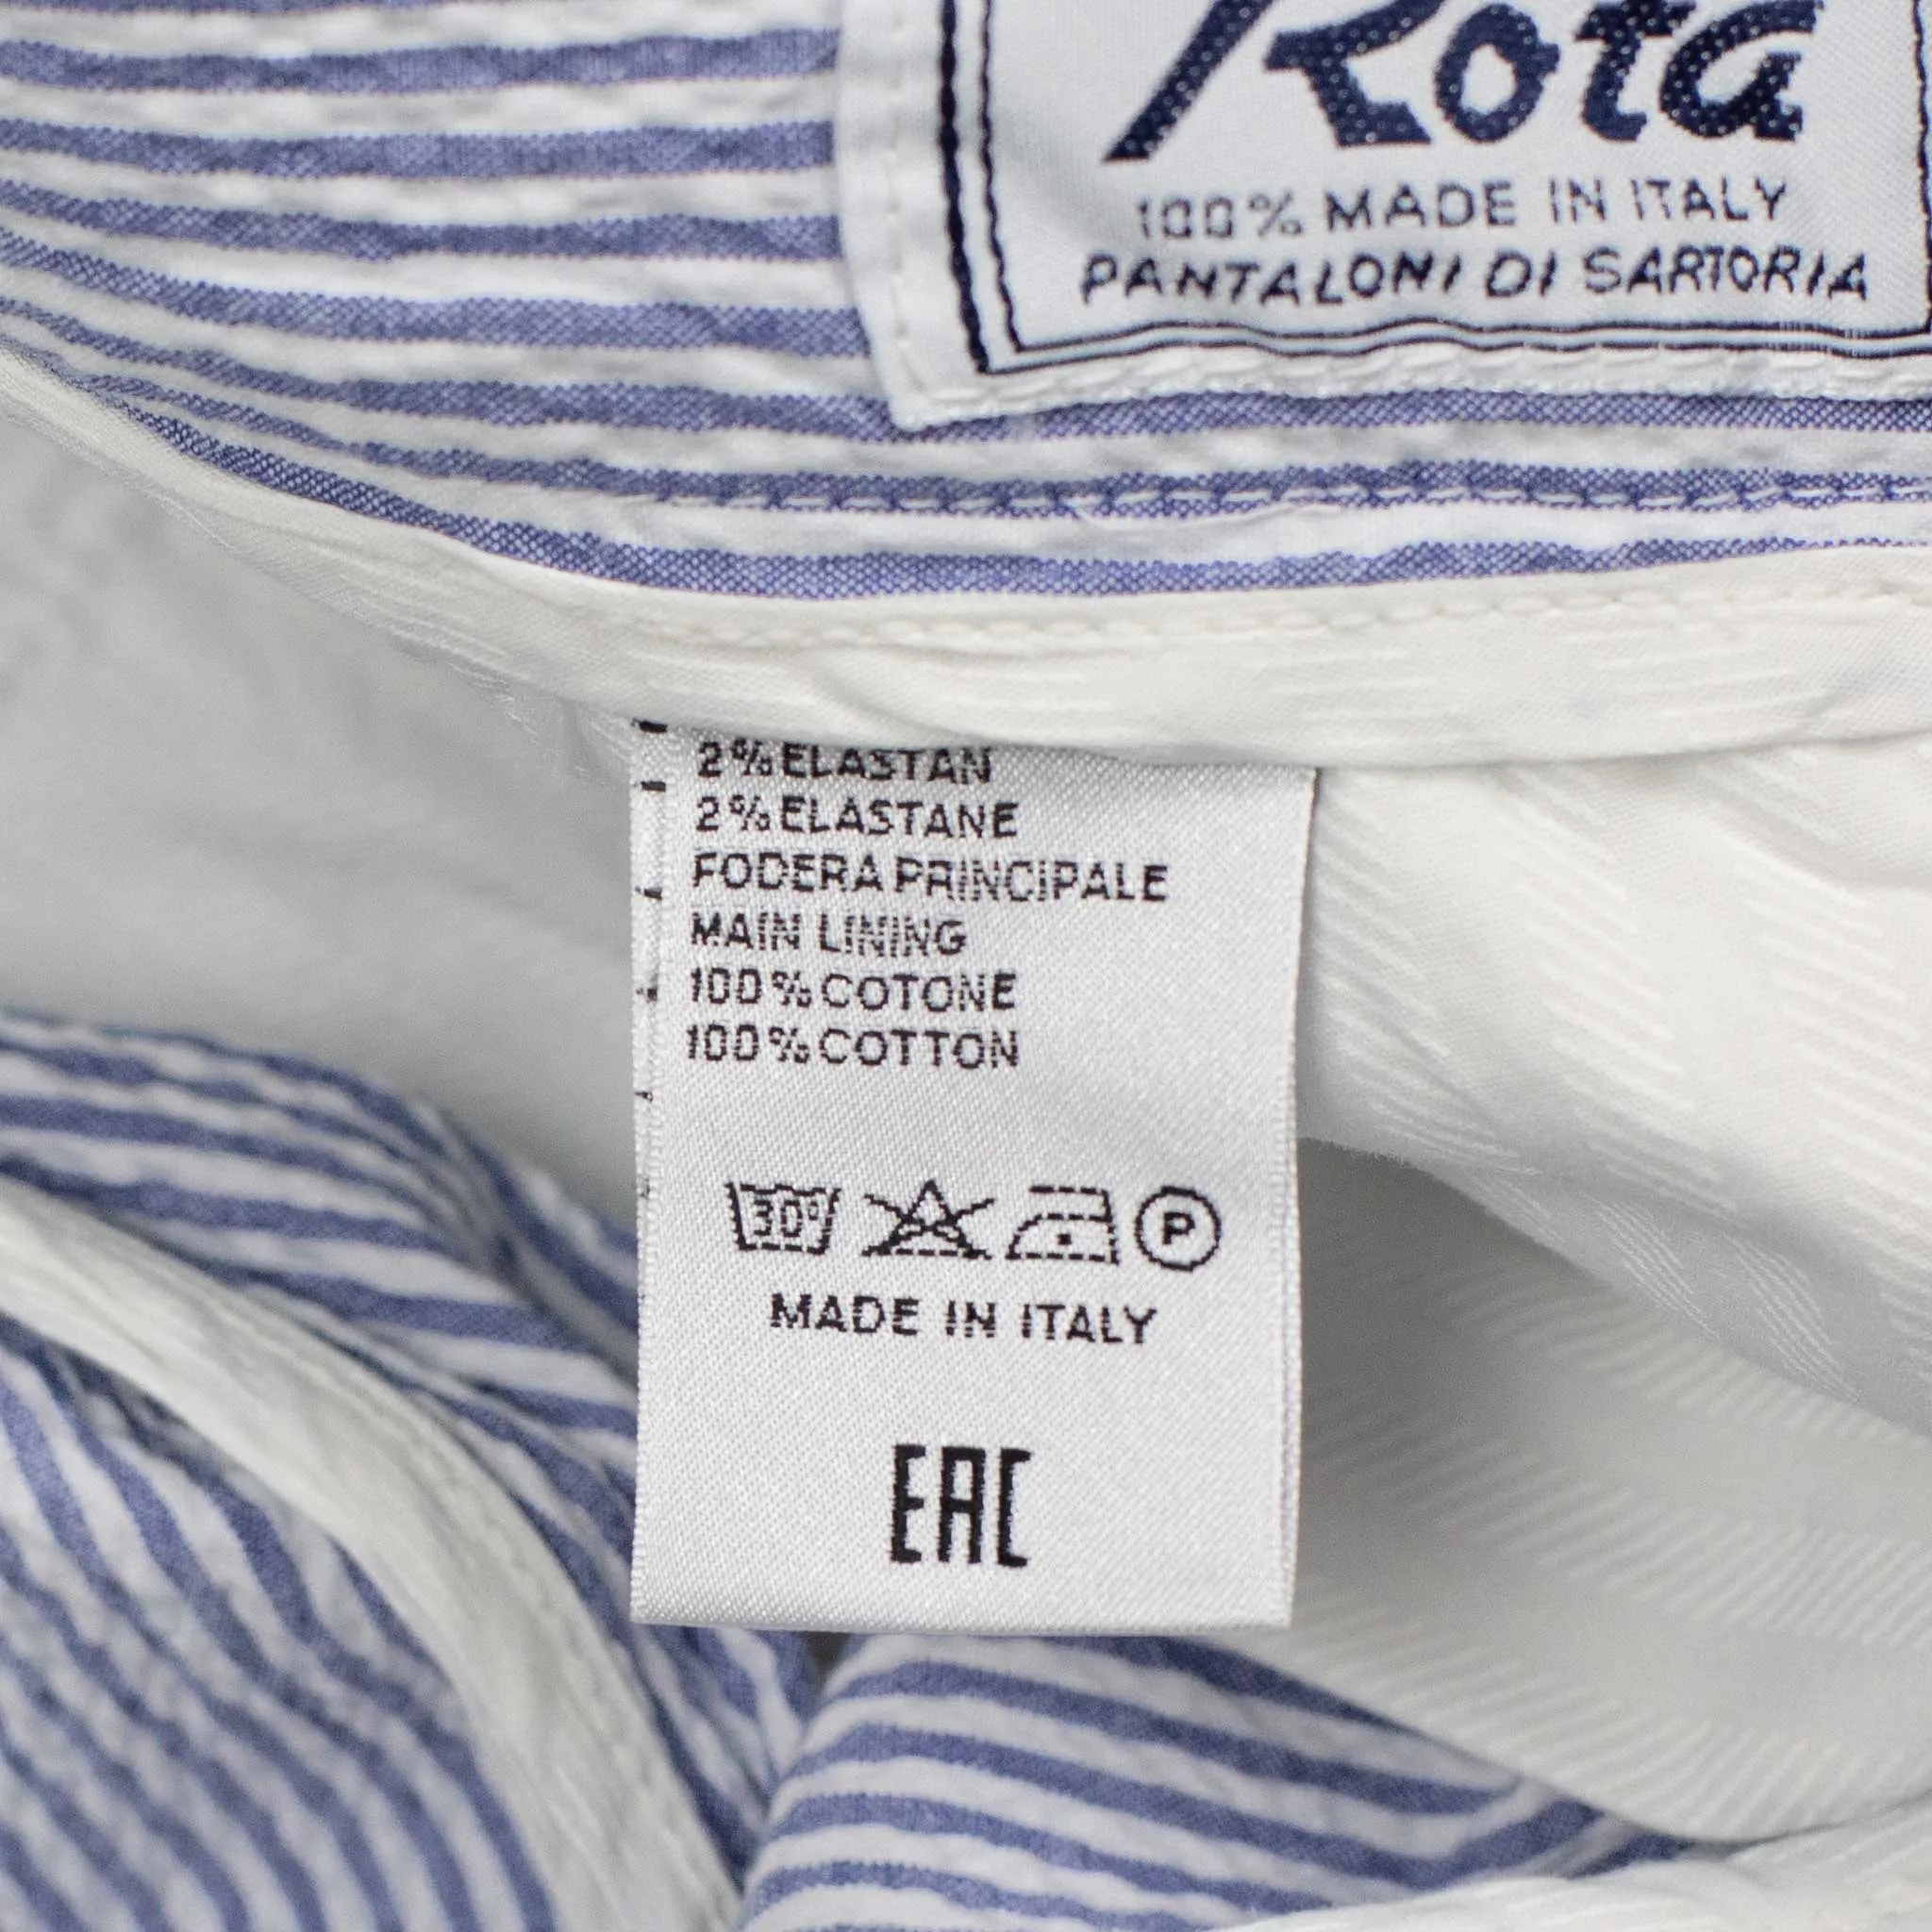 Rota
100% MADE IN ITALY
PANTALONI DI SARTORIA
2% ELASTAN
2% ELASTANE
FODERA PRINCIPALE
MAIN LINING
100% COTONE
100% COTTON
30° P
MADE IN ITALY
EAC